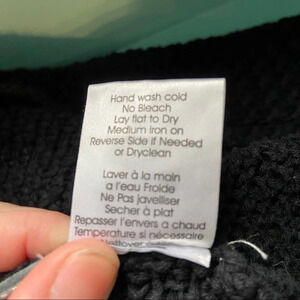 Hand wash cold
No Bleach
Lay flat to Dry
Medium Iron on
Reverse Side if Needed
or Dryclean
Laver à la main
a l'eau Froide
Ne Pas javelliser
Secher à plat
Repasser l'envers a chaud
Temperature si nécessaire